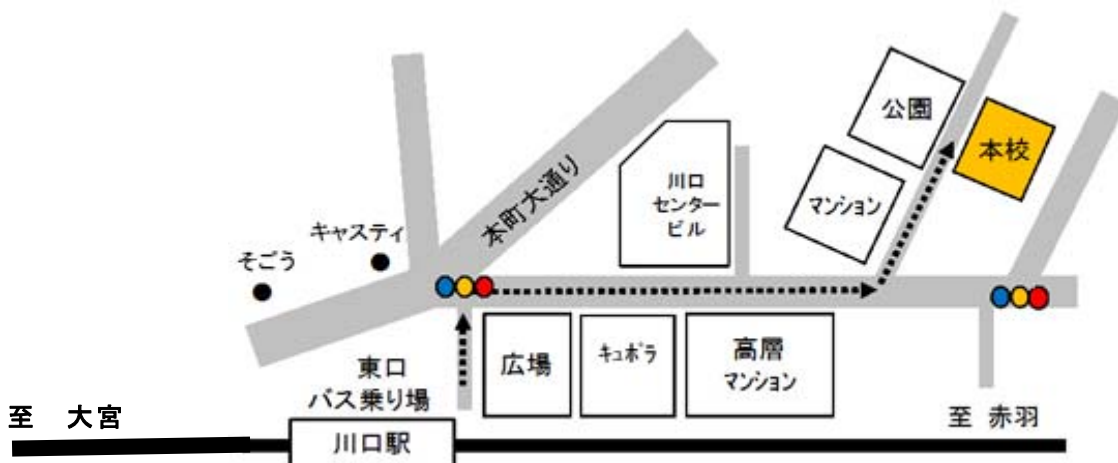 公園
本校
本町大通り
川口
センター
ビル
マンション
キャスティ
そごう
広場
キュポラ
高層
マンション
東口
バス乗り場
至 大宮
至 赤羽
川口駅